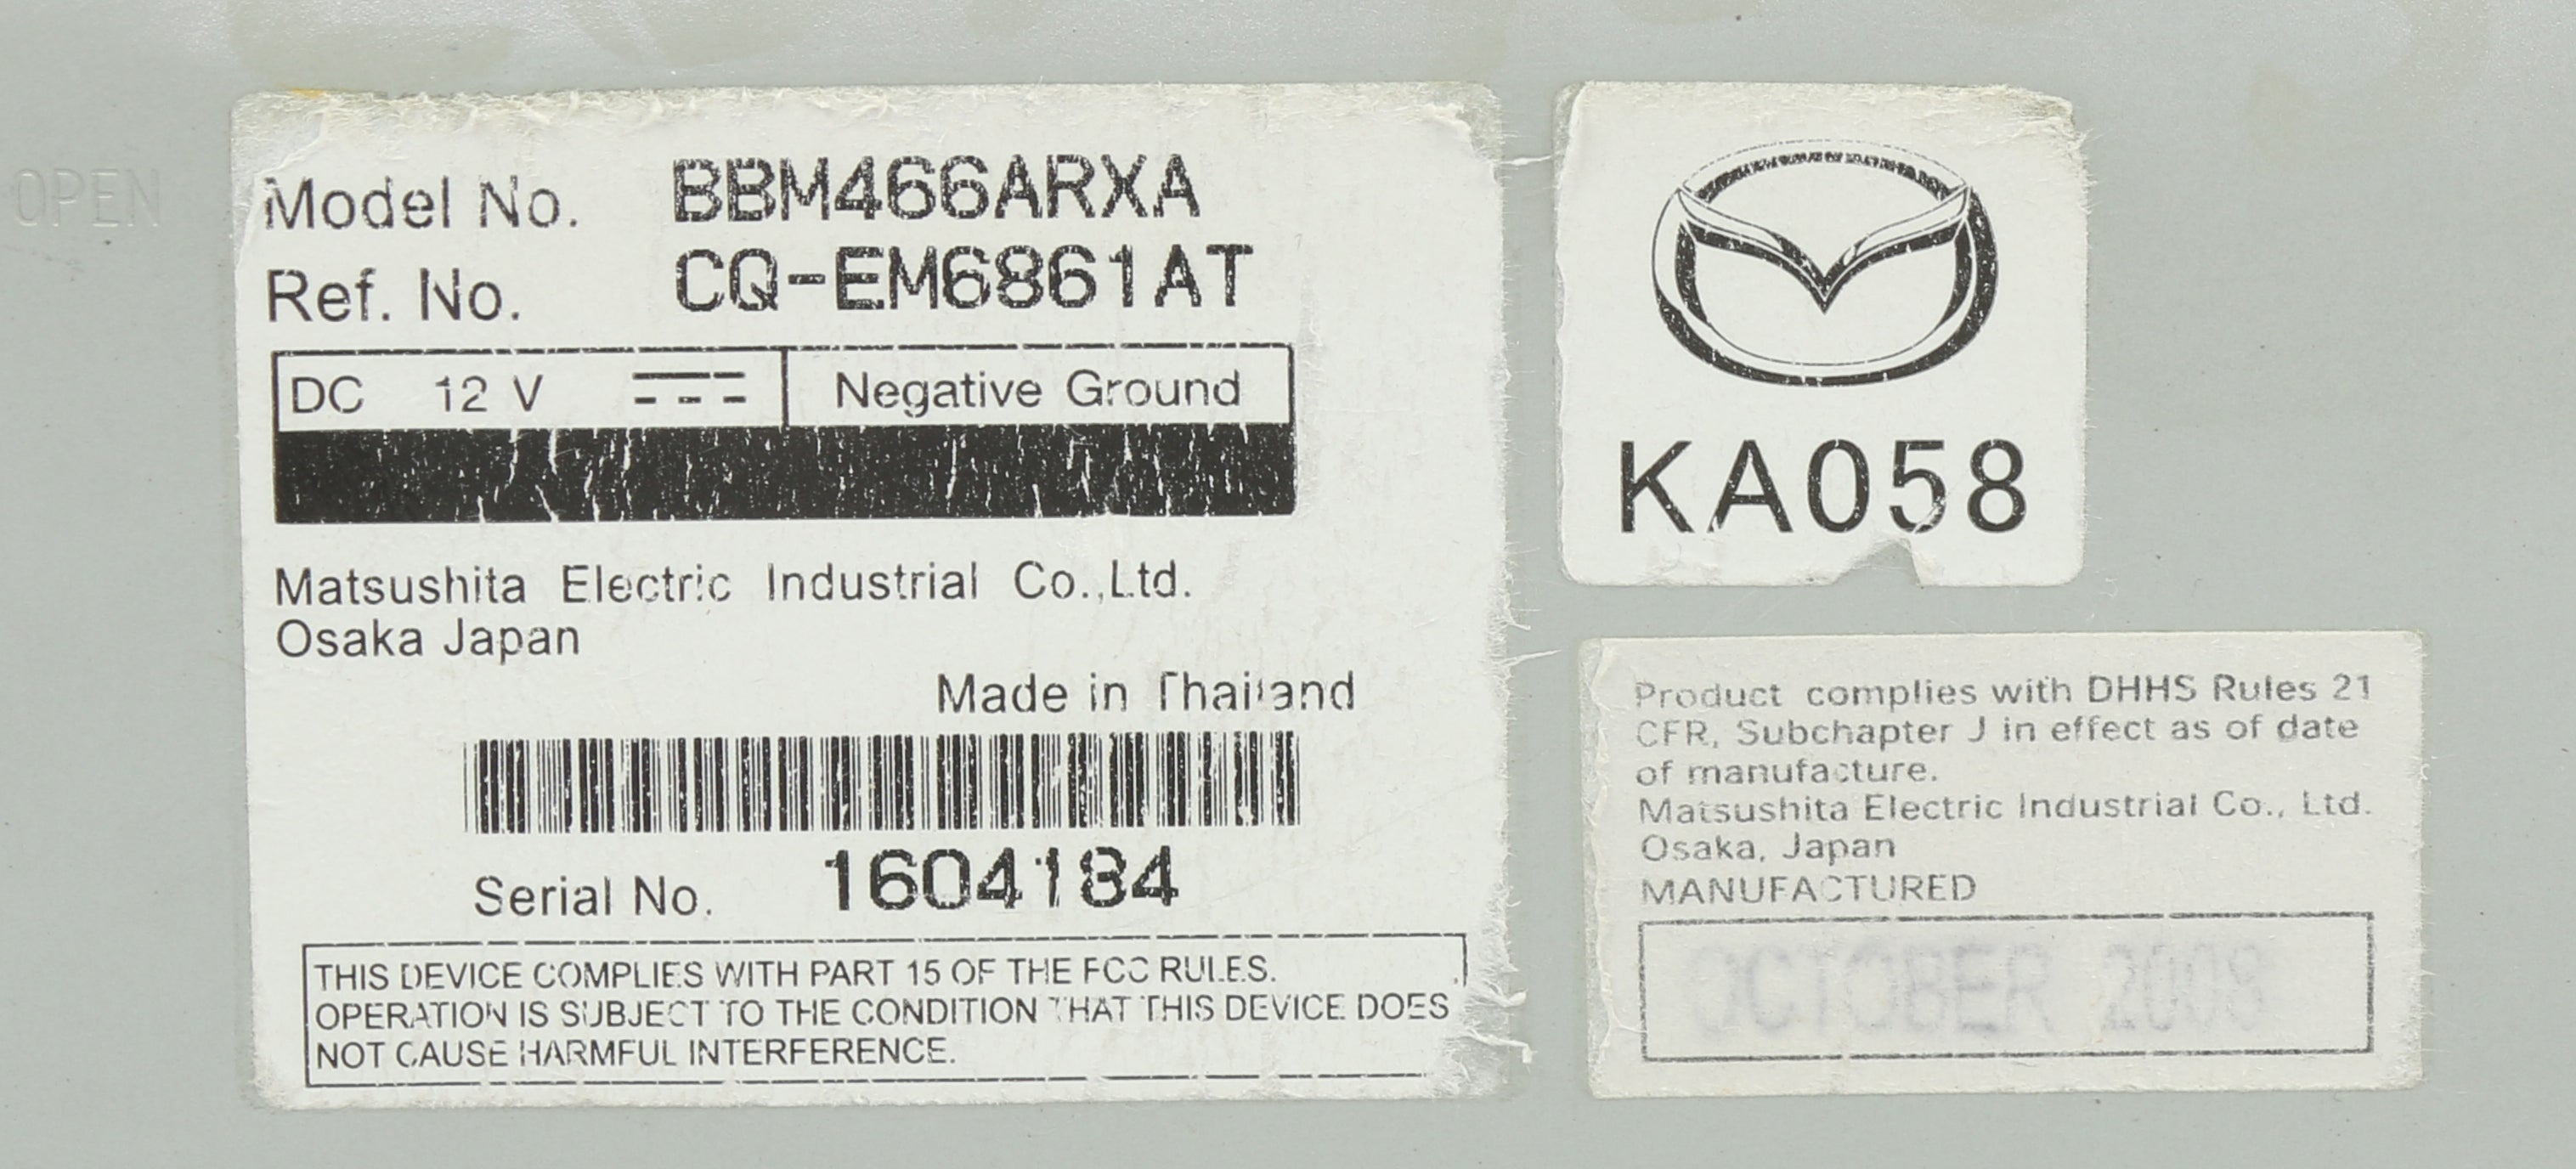 OPEN
Model No. BBM466ARXA
Ref. No. CQ-EM6861AT
DC 12 V Negative Ground
Matsushita Electric Industrial Co.,Ltd.
Osaka Japan
Made in Thailand
Serial No. 1604184
THIS DEVICE COMPLIES WITH PART 15 OF THE FCC RULES.
OPERATION IS SUBJECT TO THE CONDITION THAT THIS DEVICE DOES
NOT CAUSE HARMFUL INTERFERENCE.
KA058
Product complies with DHHS Rules 21
CFR, Subchapter J in effect as of date
of manufacture.
Matsushita Electric Industrial Co., Ltd.
Osaka, Japan
MANUFACTURED
OCTOBER 2008